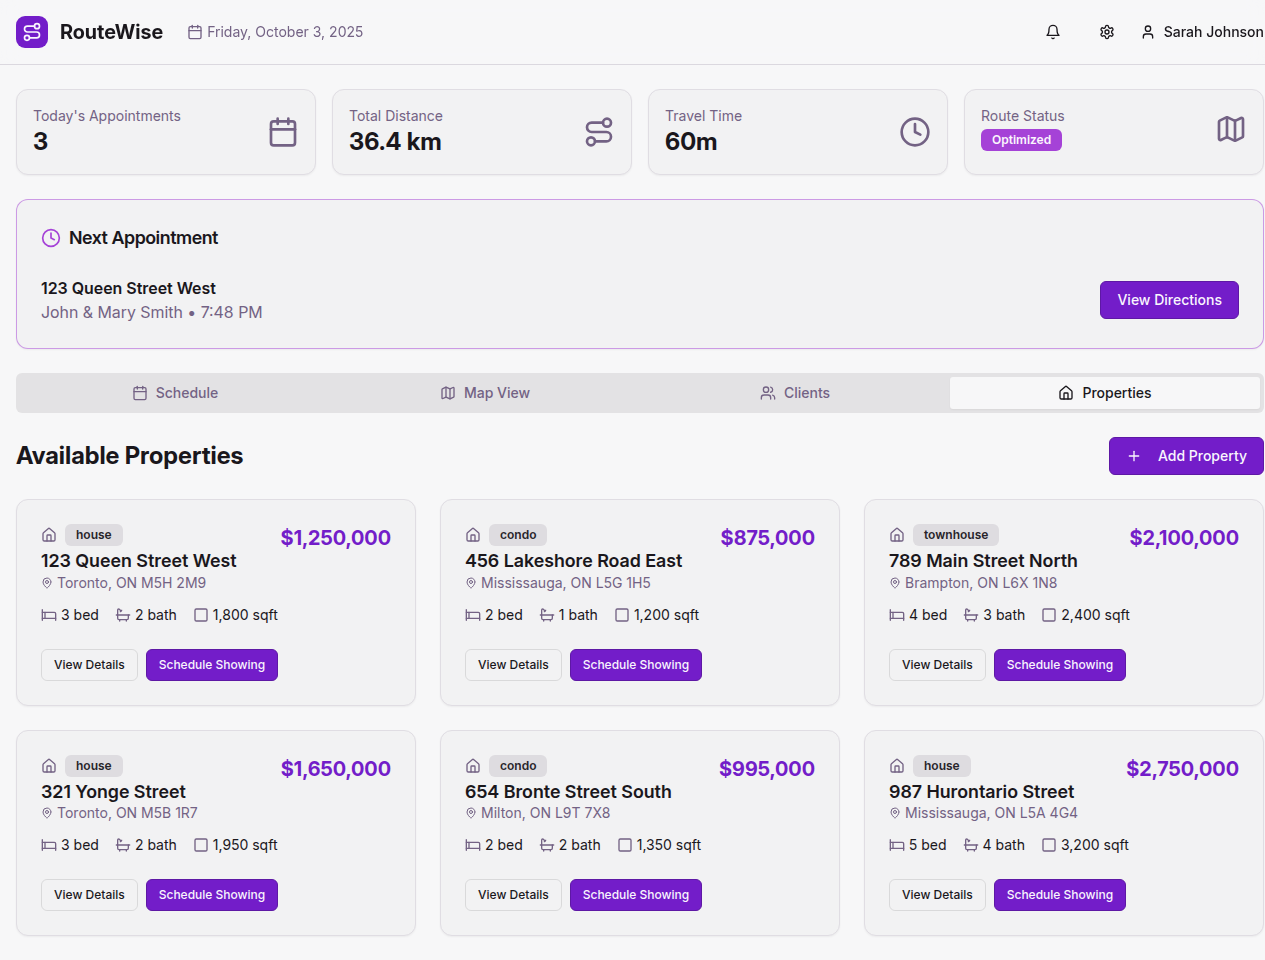 RouteWise
Friday, October 3, 2025
Sarah Johnson
Today's Appointments
3
Total Distance
36.4 km
Travel Time
60m
Route Status
Optimized
Next Appointment
123 Queen Street West
John & Mary Smith • 7:48 PM
View Directions
Schedule
Map View
Clients
Properties
Available Properties
Add Property
house
$1,250,000
123 Queen Street West
Toronto, ON M5H 2M9
3 bed 2 bath 1,800 sqft
View Details
Schedule Showing
condo
$875,000
456 Lakeshore Road East
Mississauga, ON L5G 1H5
2 bed 1 bath 1,200 sqft
View Details
Schedule Showing
townhouse
$2,100,000
789 Main Street North
Brampton, ON L6X 1N8
4 bed 3 bath 2,400 sqft
View Details
Schedule Showing
house
$1,650,000
321 Yonge Street
Toronto, ON M5B 1R7
3 bed 2 bath 1,950 sqft
View Details
Schedule Showing
condo
$995,000
654 Bronte Street South
Milton, ON L9T 7X8
2 bed 2 bath 1,350 sqft
View Details
Schedule Showing
house
$2,750,000
987 Hurontario Street
Mississauga, ON L5A 4G4
5 bed 4 bath 3,200 sqft
View Details
Schedule Showing